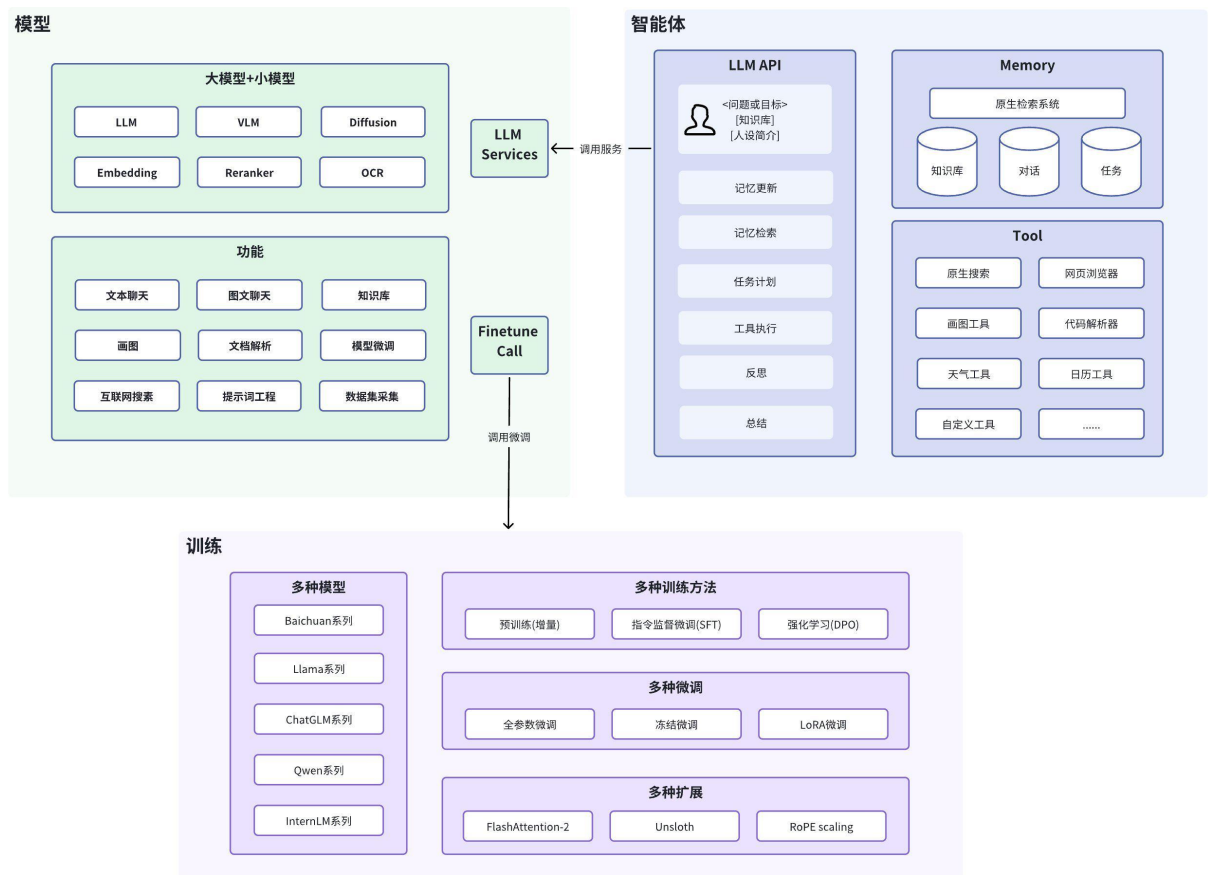 模型
大模型+小模型
LLM
VLM
Diffusion
Embedding
Reranker
OCR
功能
文本聊天
图文聊天
知识库
画图
文档解析
模型微调
互联网搜素
提示词工程
数据集采集
LLM
Services
Finetune
Call
调用服务
调用微调
智能体
LLM API
<问题或目标>
[知识库]
[人设简介]
记忆更新
记忆检索
任务计划
工具执行
反思
总结
Memory
原生检索系统
知识库
对话
任务
Tool
原生搜索
网页浏览器
画图工具
代码解析器
天气工具
日历工具
自定义工具
......
训练
多种模型
Baichuan系列
Llama系列
ChatGLM系列
Qwen系列
InternLM系列
多种训练方法
预训练(增量)
指令监督微调(SFT)
强化学习(DPO)
多种微调
全参数微调
冻结微调
LoRA微调
多种扩展
FlashAttention-2
Unsloth
RoPE scaling